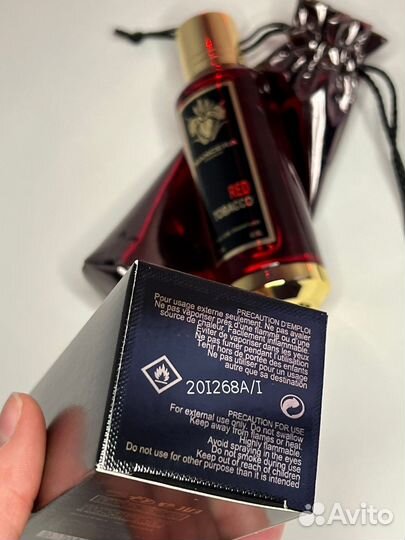 MANCERA
RED
TOBACCO
PRECAUTION D'EMPLOI
Pour usage externe seulement. Ne pas avaler
Ne pas vaporiser près d'une flamme ou d'une
source de chaleur. Facilement inflammable.
Eviter de vaporiser dans les yeux
Ne pas fumer pendant l'utilisation
Tenir hors de portée des enfants
Ne pas utiliser pour un usage
autre que sa destination
20I268A/I
PRECAUTION FOR USE
For external use only. Do not swallow
Keep away from flames or heat.
Highly flammable.
Avoid spraying in the eyes
Do not smoke during use
Keep out of reach of children
Do not use for other purpose than it is intended
Avito